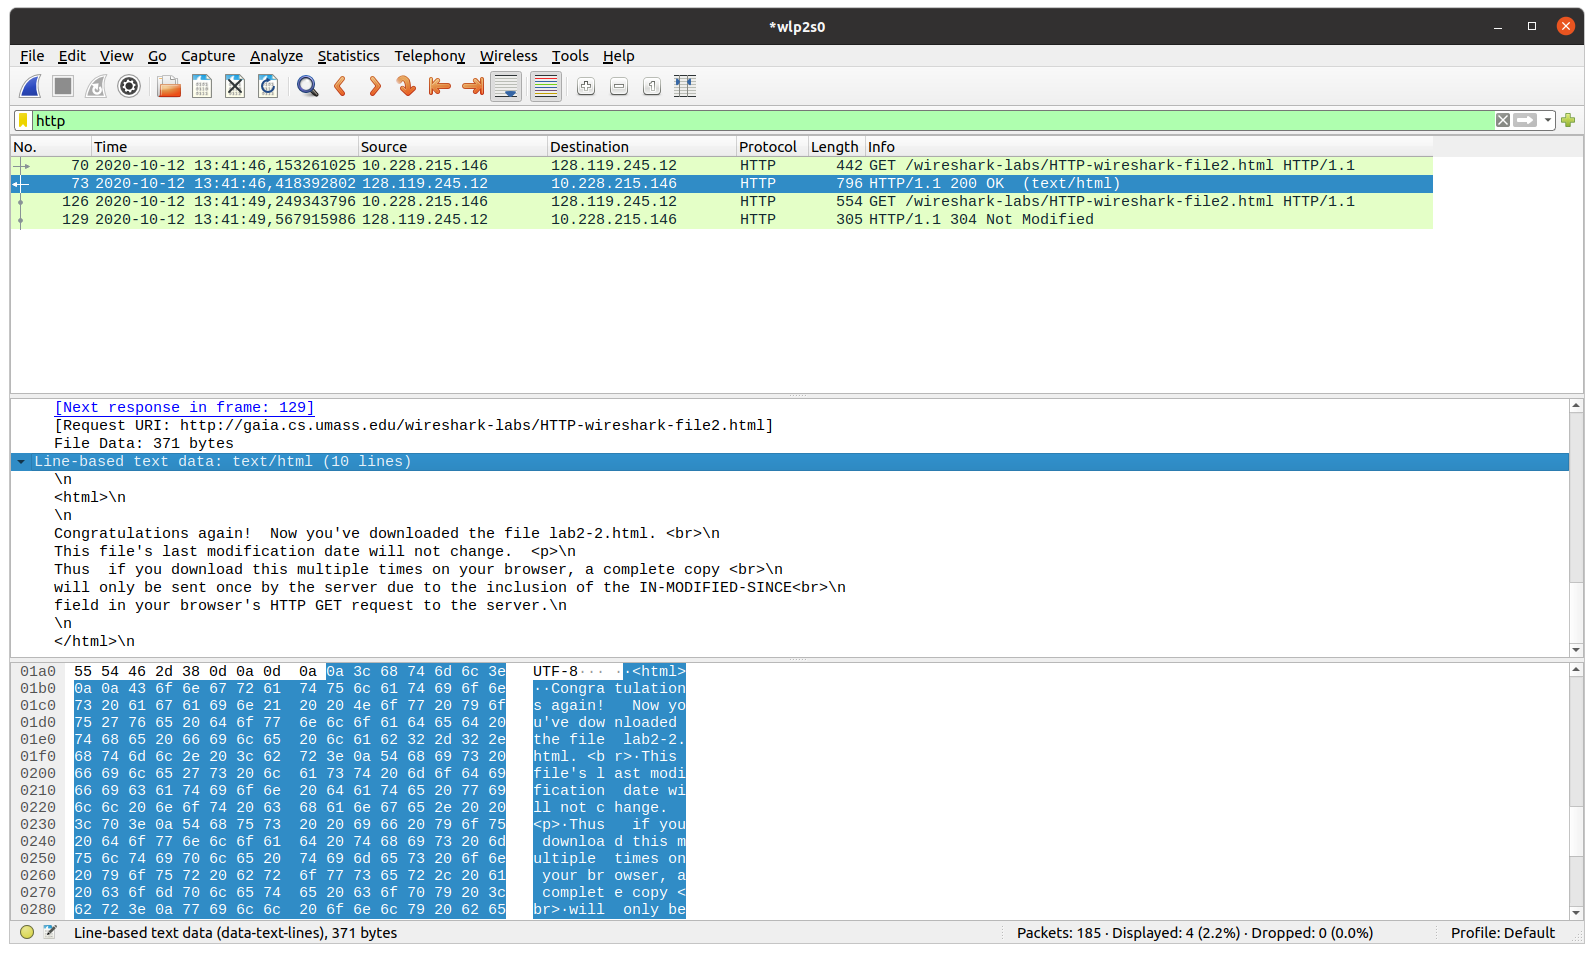 *wlp2s0
File Edit View Go Capture Analyze Statistics Telephony Wireless Tools Help
http
No. Time Source Destination Protocol Length Info
70 2020-10-12 13:41:46,153261025 10.228.215.146 128.119.245.12 HTTP 442 GET /wireshark-labs/HTTP-wireshark-file2.html HTTP/1.1
73 2020-10-12 13:41:46,418392802 128.119.245.12 10.228.215.146 HTTP 796 HTTP/1.1 200 OK  (text/html)
126 2020-10-12 13:41:49,249343796 10.228.215.146 128.119.245.12 HTTP 554 GET /wireshark-labs/HTTP-wireshark-file2.html HTTP/1.1
129 2020-10-12 13:41:49,567915986 128.119.245.12 10.228.215.146 HTTP 305 HTTP/1.1 304 Not Modified
[Next response in frame: 129]
[Request URI: http://gaia.cs.umass.edu/wireshark-labs/HTTP-wireshark-file2.html]
File Data: 371 bytes
Line-based text data: text/html (10 lines)
\n
<html>\n
\n
Congratulations again!  Now you've downloaded the file lab2-2.html. <br>\n
This file's last modification date will not change.  <p>\n
Thus  if you download this multiple times on your browser, a complete copy <br>\n
will only be sent once by the server due to the inclusion of the IN-MODIFIED-SINCE<br>\n
field in your browser's HTTP GET request to the server.\n
\n
</html>\n
01a0 55 54 46 2d 38 0d 0a 0d 0a 0a 3c 68 74 6d 6c 3e UTF-8··· ··<html>
01b0 0a 0a 43 6f 6e 67 72 61 74 75 6c 61 74 69 6f 6e ··Congra tulation
01c0 73 20 61 67 61 69 6e 21 20 20 4e 6f 77 20 79 6f s again!   Now yo
01d0 75 27 76 65 20 64 6f 77 6e 6c 6f 61 64 65 64 20 u've dow nloaded
01e0 74 68 65 20 66 69 6c 65 20 6c 61 62 32 2d 32 2e the file  lab2-2.
01f0 68 74 6d 6c 2e 20 3c 62 72 3e 0a 54 68 69 73 20 html. <b r>·This
0200 66 69 6c 65 27 73 20 6c 61 73 74 20 6d 6f 64 69 file's l ast modi
0210 66 69 63 61 74 69 6f 6e 20 64 61 74 65 20 77 69 fication  date wi
0220 6c 6c 20 6e 6f 74 20 63 68 61 6e 67 65 2e 20 20 ll not c hange.
0230 3c 70 3e 0a 54 68 75 73 20 20 69 66 20 79 6f 75 <p>·Thus   if you
0240 20 64 6f 77 6e 6c 6f 61 64 20 74 68 69 73 20 6d downloa d this m
0250 75 6c 74 69 70 6c 65 20 74 69 6d 65 73 20 6f 6e ultiple  times on
0260 20 79 6f 75 72 20 62 72 6f 77 73 65 72 2c 20 61 your br owser, a
0270 20 63 6f 6d 70 6c 65 74 65 20 63 6f 70 79 20 3c complet e copy <
0280 62 72 3e 0a 77 69 6c 6c 20 6f 6e 6c 79 20 62 65 br>·will  only be
Line-based text data (data-text-lines), 371 bytes
Packets: 185 · Displayed: 4 (2.2%) · Dropped: 0 (0.0%)
Profile: Default